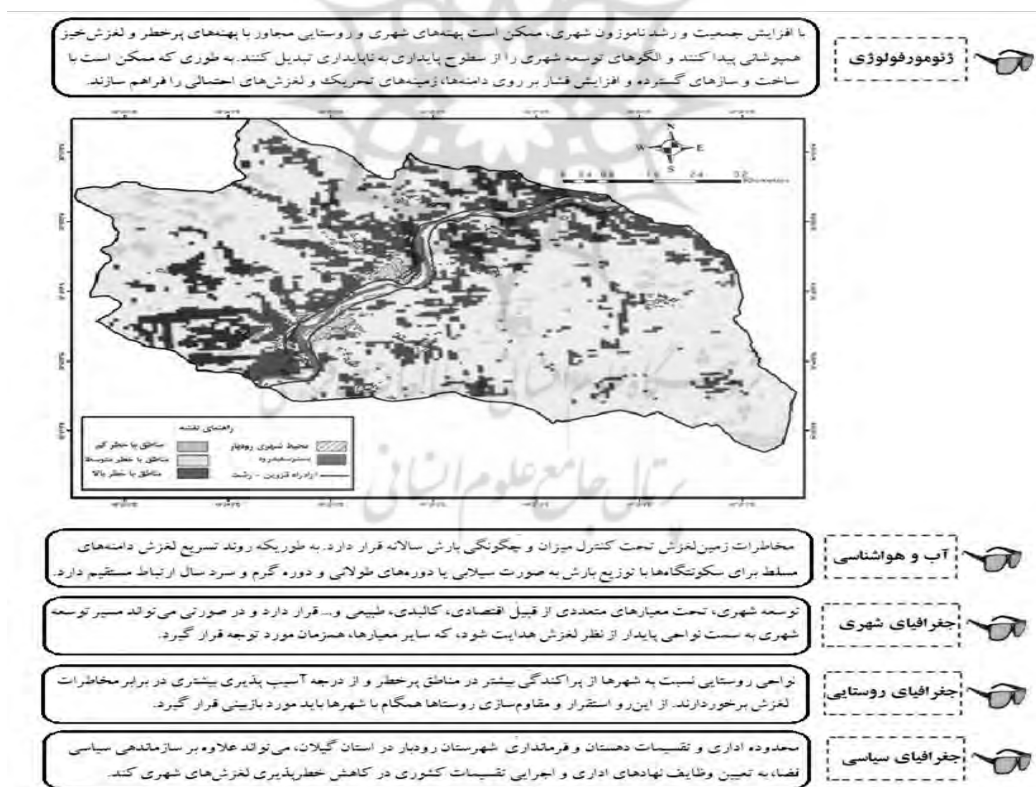 ژئومورفولوژی
با افزایش جمعیت و رشد ناموزون شهری، ممکن است پهنه‌های شهری و روستایی مجاور با پهنه‌های پرخطر و لغزش‌خیز
همپوشانی پیدا کنند و الگوهای توسعه شهری را از سطوح پایداری به ناپایداری تبدیل کنند. به طوری که ممکن است با
ساخت و سازهای گسترده و افزایش فشار بر روی دامنه‌ها، زمینه‌های تحریک و لغزش‌های احتمالی را فراهم سازند.
N
W E
S
Kilometers
راهنمای نقشه
محیط شهری رودبار
مناطق با خطر کم
بستر سفیدرود
مناطق با خطر متوسط
آزادراه قزوین - رشت
مناطق با خطر بالا
پرتال جامع علوم انسانی
آب و هواشناسی
مخاطرات زمین‌لغزش تحت کنترل میزان و چگونگی بارش سالانه قرار دارد. به طوریکه روند تسریع لغزش دامنه‌های
مسلط برای سکونتگاه‌ها با توزیع بارش به صورت سیلابی یا دوره‌های طولانی و دوره گرم و سرد سال ارتباط مستقیم دارد.
جغرافیای شهری
توسعه شهری، تحت معیارهای متعددی از قبیل اقتصادی، کالبدی، طبیعی و... قرار دارد و در صورتی می‌تواند مسیر توسعه
شهری به سمت نواحی پایدار از نظر لغزش هدایت شود، که سایر معیارها، همزمان مورد توجه قرار گیرد.
جغرافیای روستایی
نواحی روستایی نسبت به شهرها از پراکندگی بیشتر در مناطق پرخطر و از درجه آسیب پذیری بیشتری در برابر مخاطرات
لغزش برخوردارند. از این‌رو استقرار و مقاوم‌سازی روستاها همگام با شهرها باید مورد بازبینی قرار گیرد.
جغرافیای سیاسی
محدوده اداری و تقسیمات دهستان و فرمانداری شهرستان رودبار در استان گیلان، می‌تواند علاوه بر سازماندهی سیاسی
فضا، به تعیین وظایف نهادهای اداری و اجرایی تقسیمات کشوری در کاهش خطرپذیری لغزش‌های شهری کند.